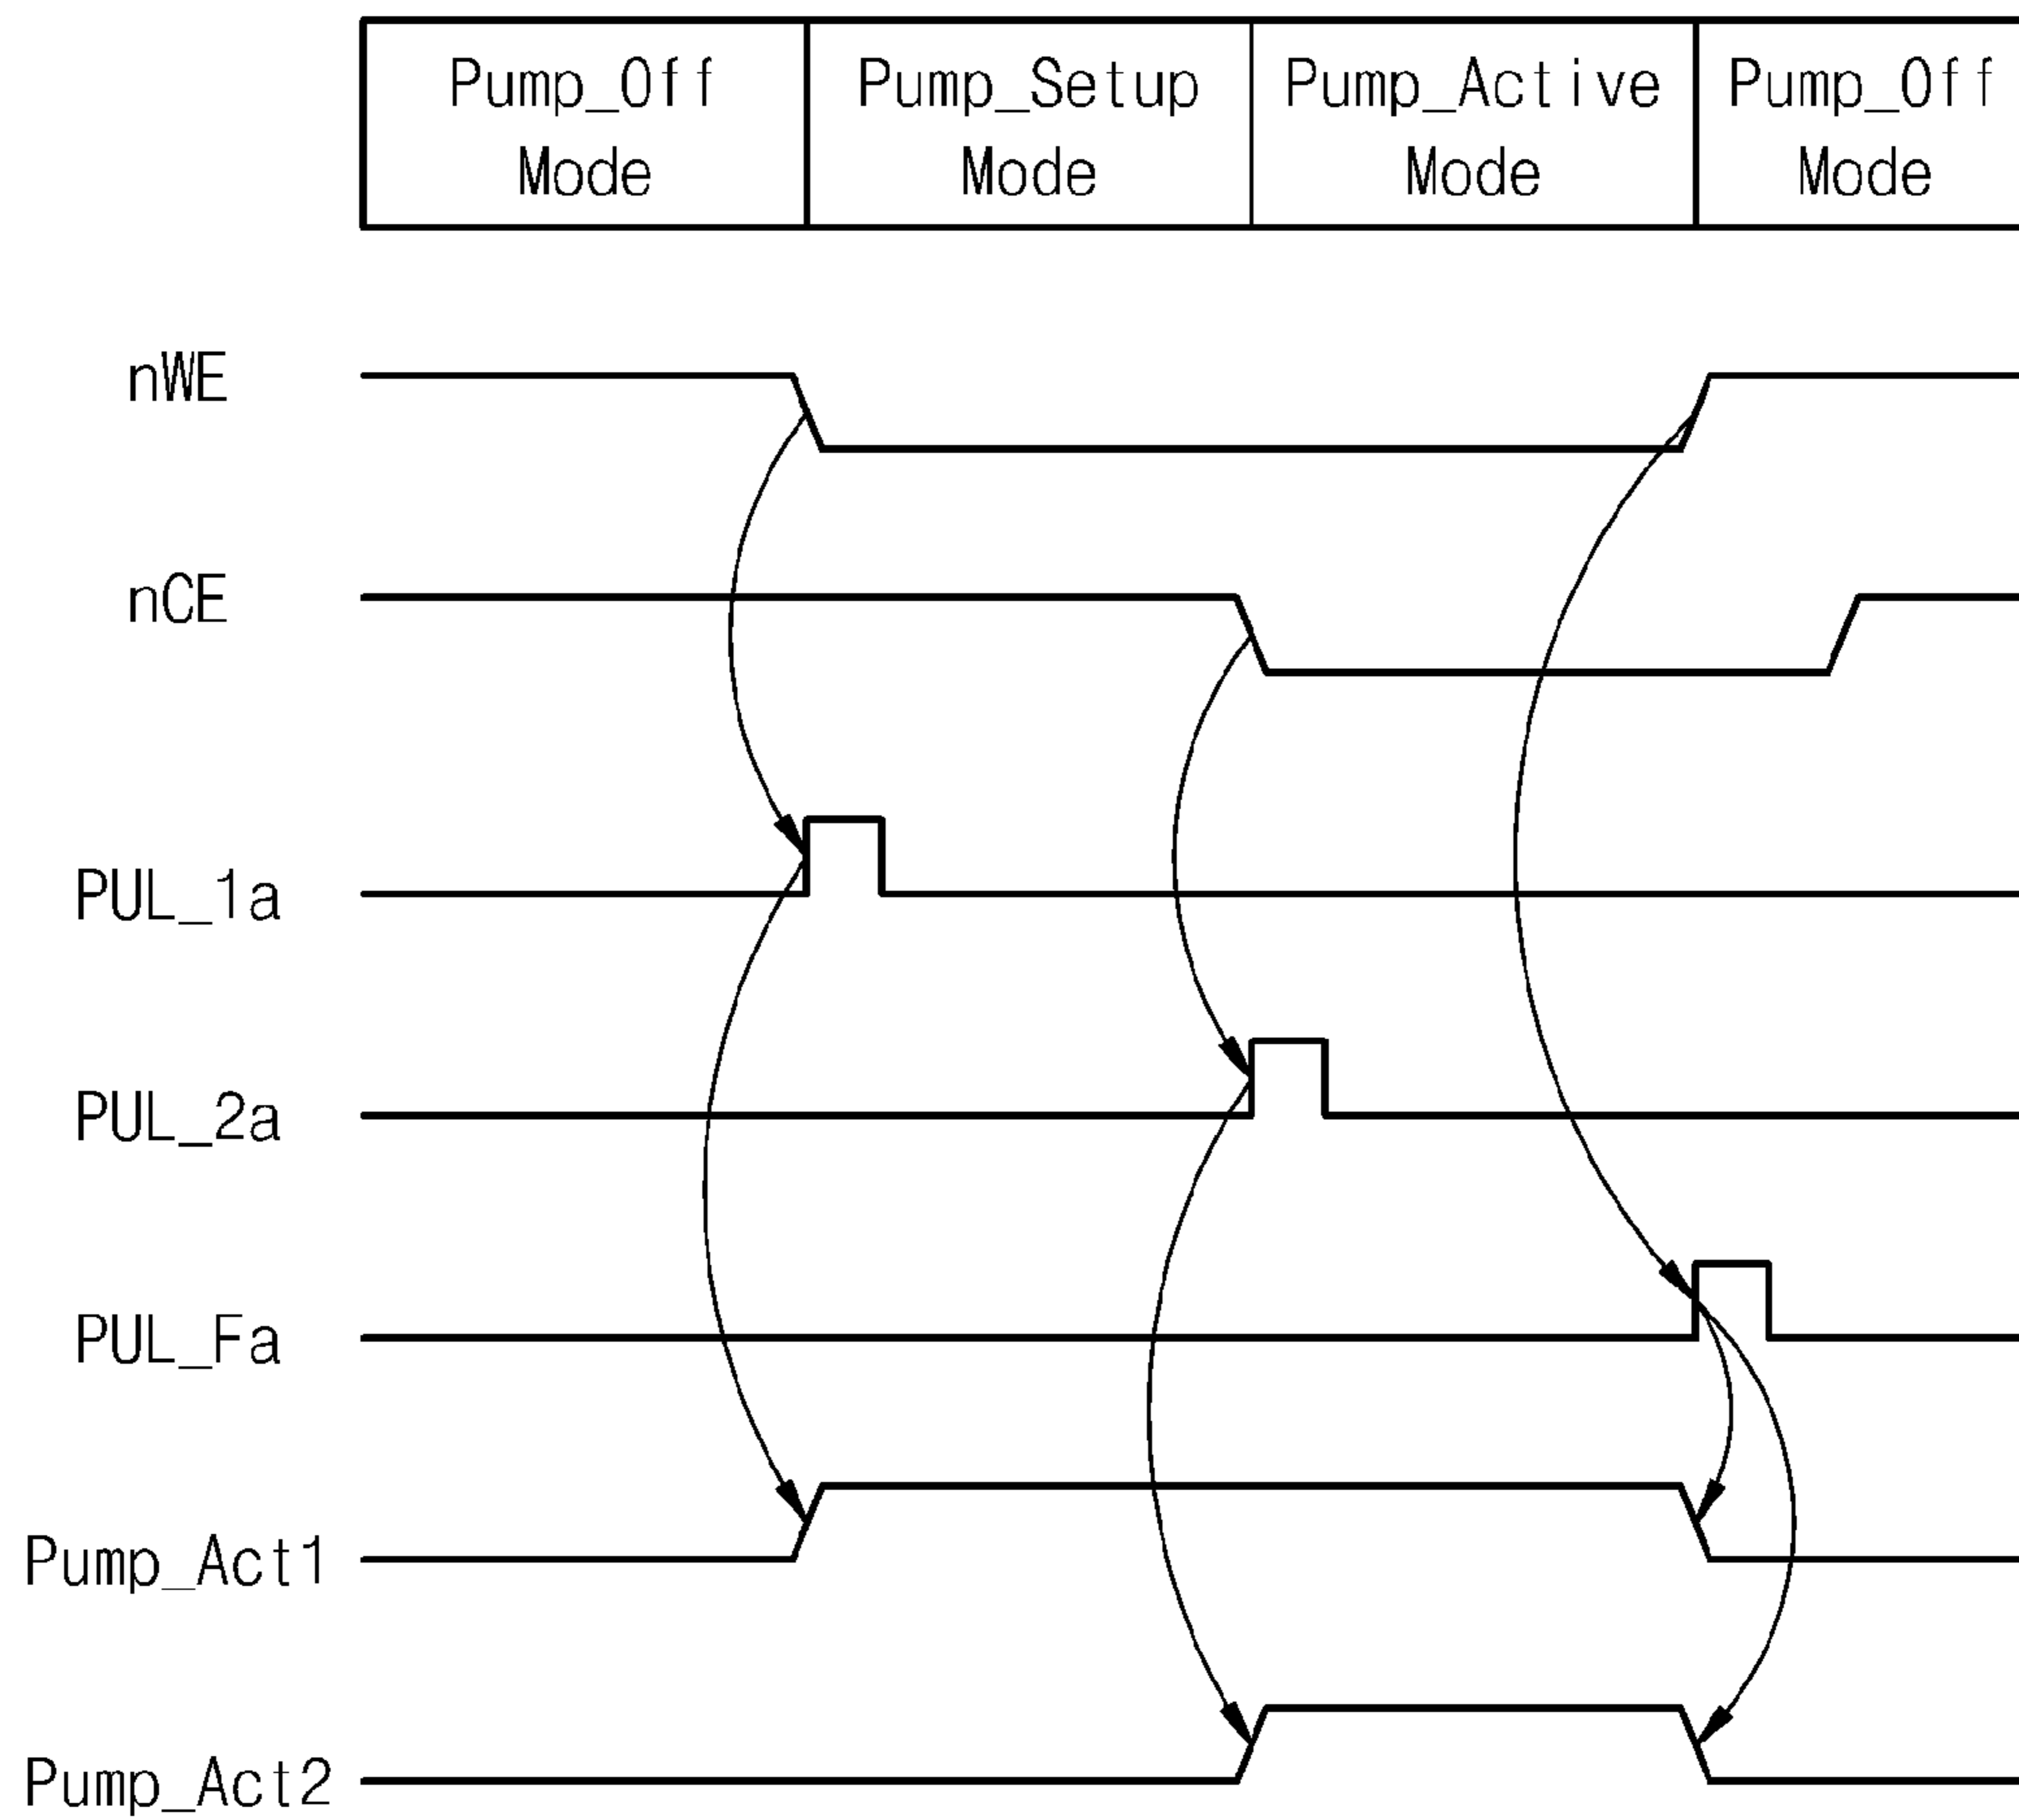 Pump_Off Pump_Setup Pump_Active Pump_Off
Mode Mode Mode Mode
nWE
nCE
PUL_1a
PUL_2a
PUL_Fa
Pump_Act1
Pump_Act2